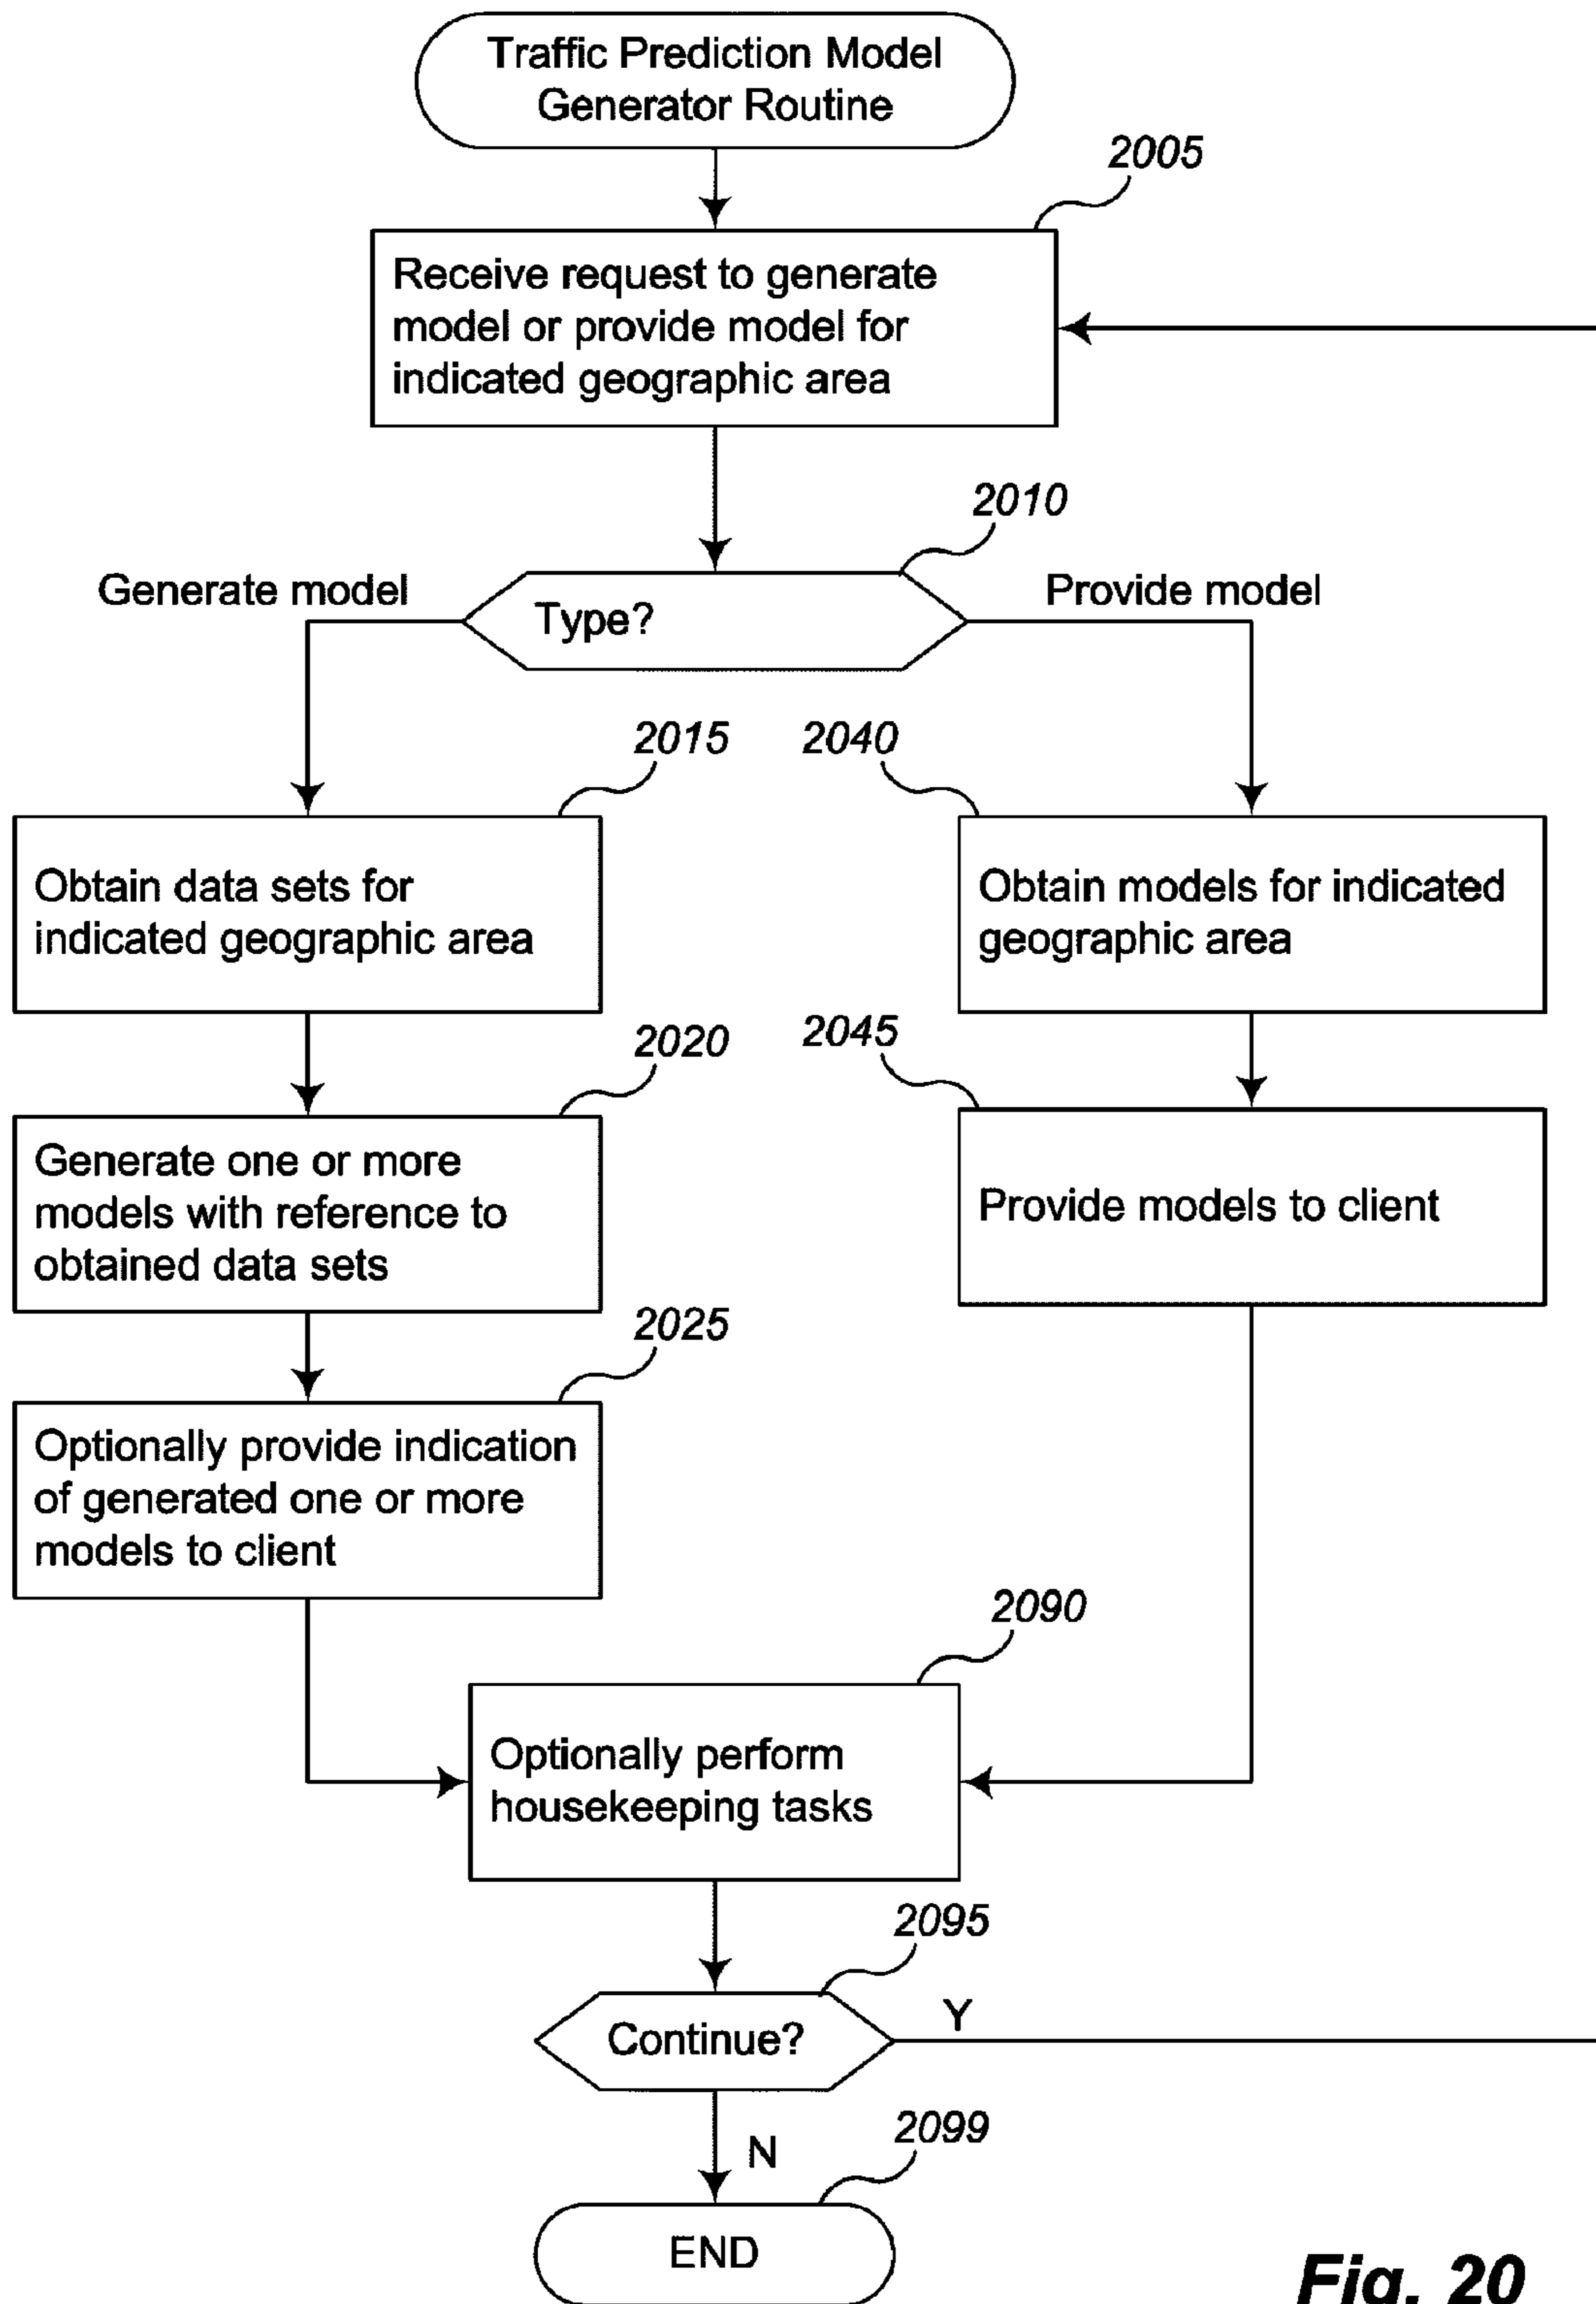 Traffic Prediction Model
Generator Routine
2005
Receive request to generate
model or provide model for
indicated geographic area
2010
Generate model
Type?
Provide model
2015
2040
Obtain data sets for
indicated geographic area
Obtain models for indicated
geographic area
2020
2045
Generate one or more
models with reference to
obtained data sets
Provide models to client
2025
Optionally provide indication
of generated one or more
models to client
2090
Optionally perform
housekeeping tasks
2095
Continue?
Y
N
2099
END
Fig. 20